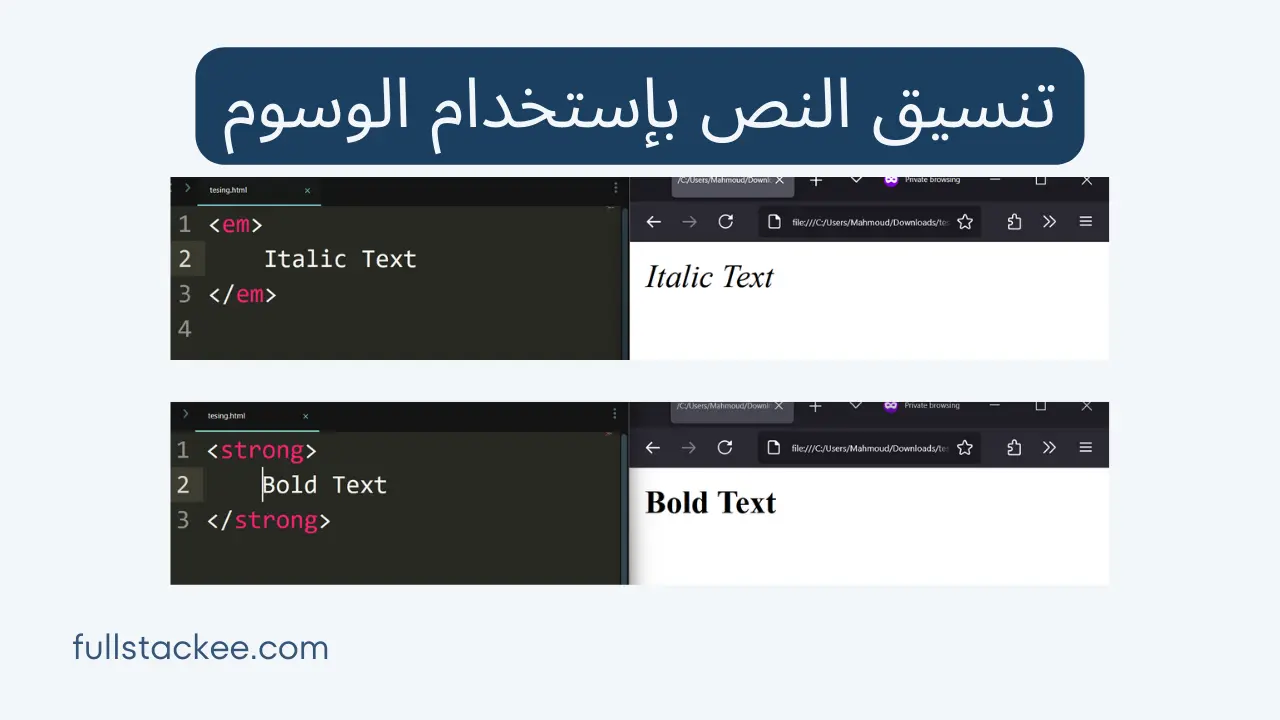 تنسيق النص بإستخدام الوسوم
tesing.html
1 <em>
2 Italic Text
3 </em>
4
/C:/Users/Mahmoud/Downl
Private browsing
file:///C:/Users/Mahmoud/Downloads/tes
Italic Text
tesing.html
1 <strong>
2 Bold Text
3 </strong>
/C:/Users/Mahmoud/Downl
Private browsing
file:///C:/Users/Mahmoud/Downloads/tes
Bold Text
fullstackee.com